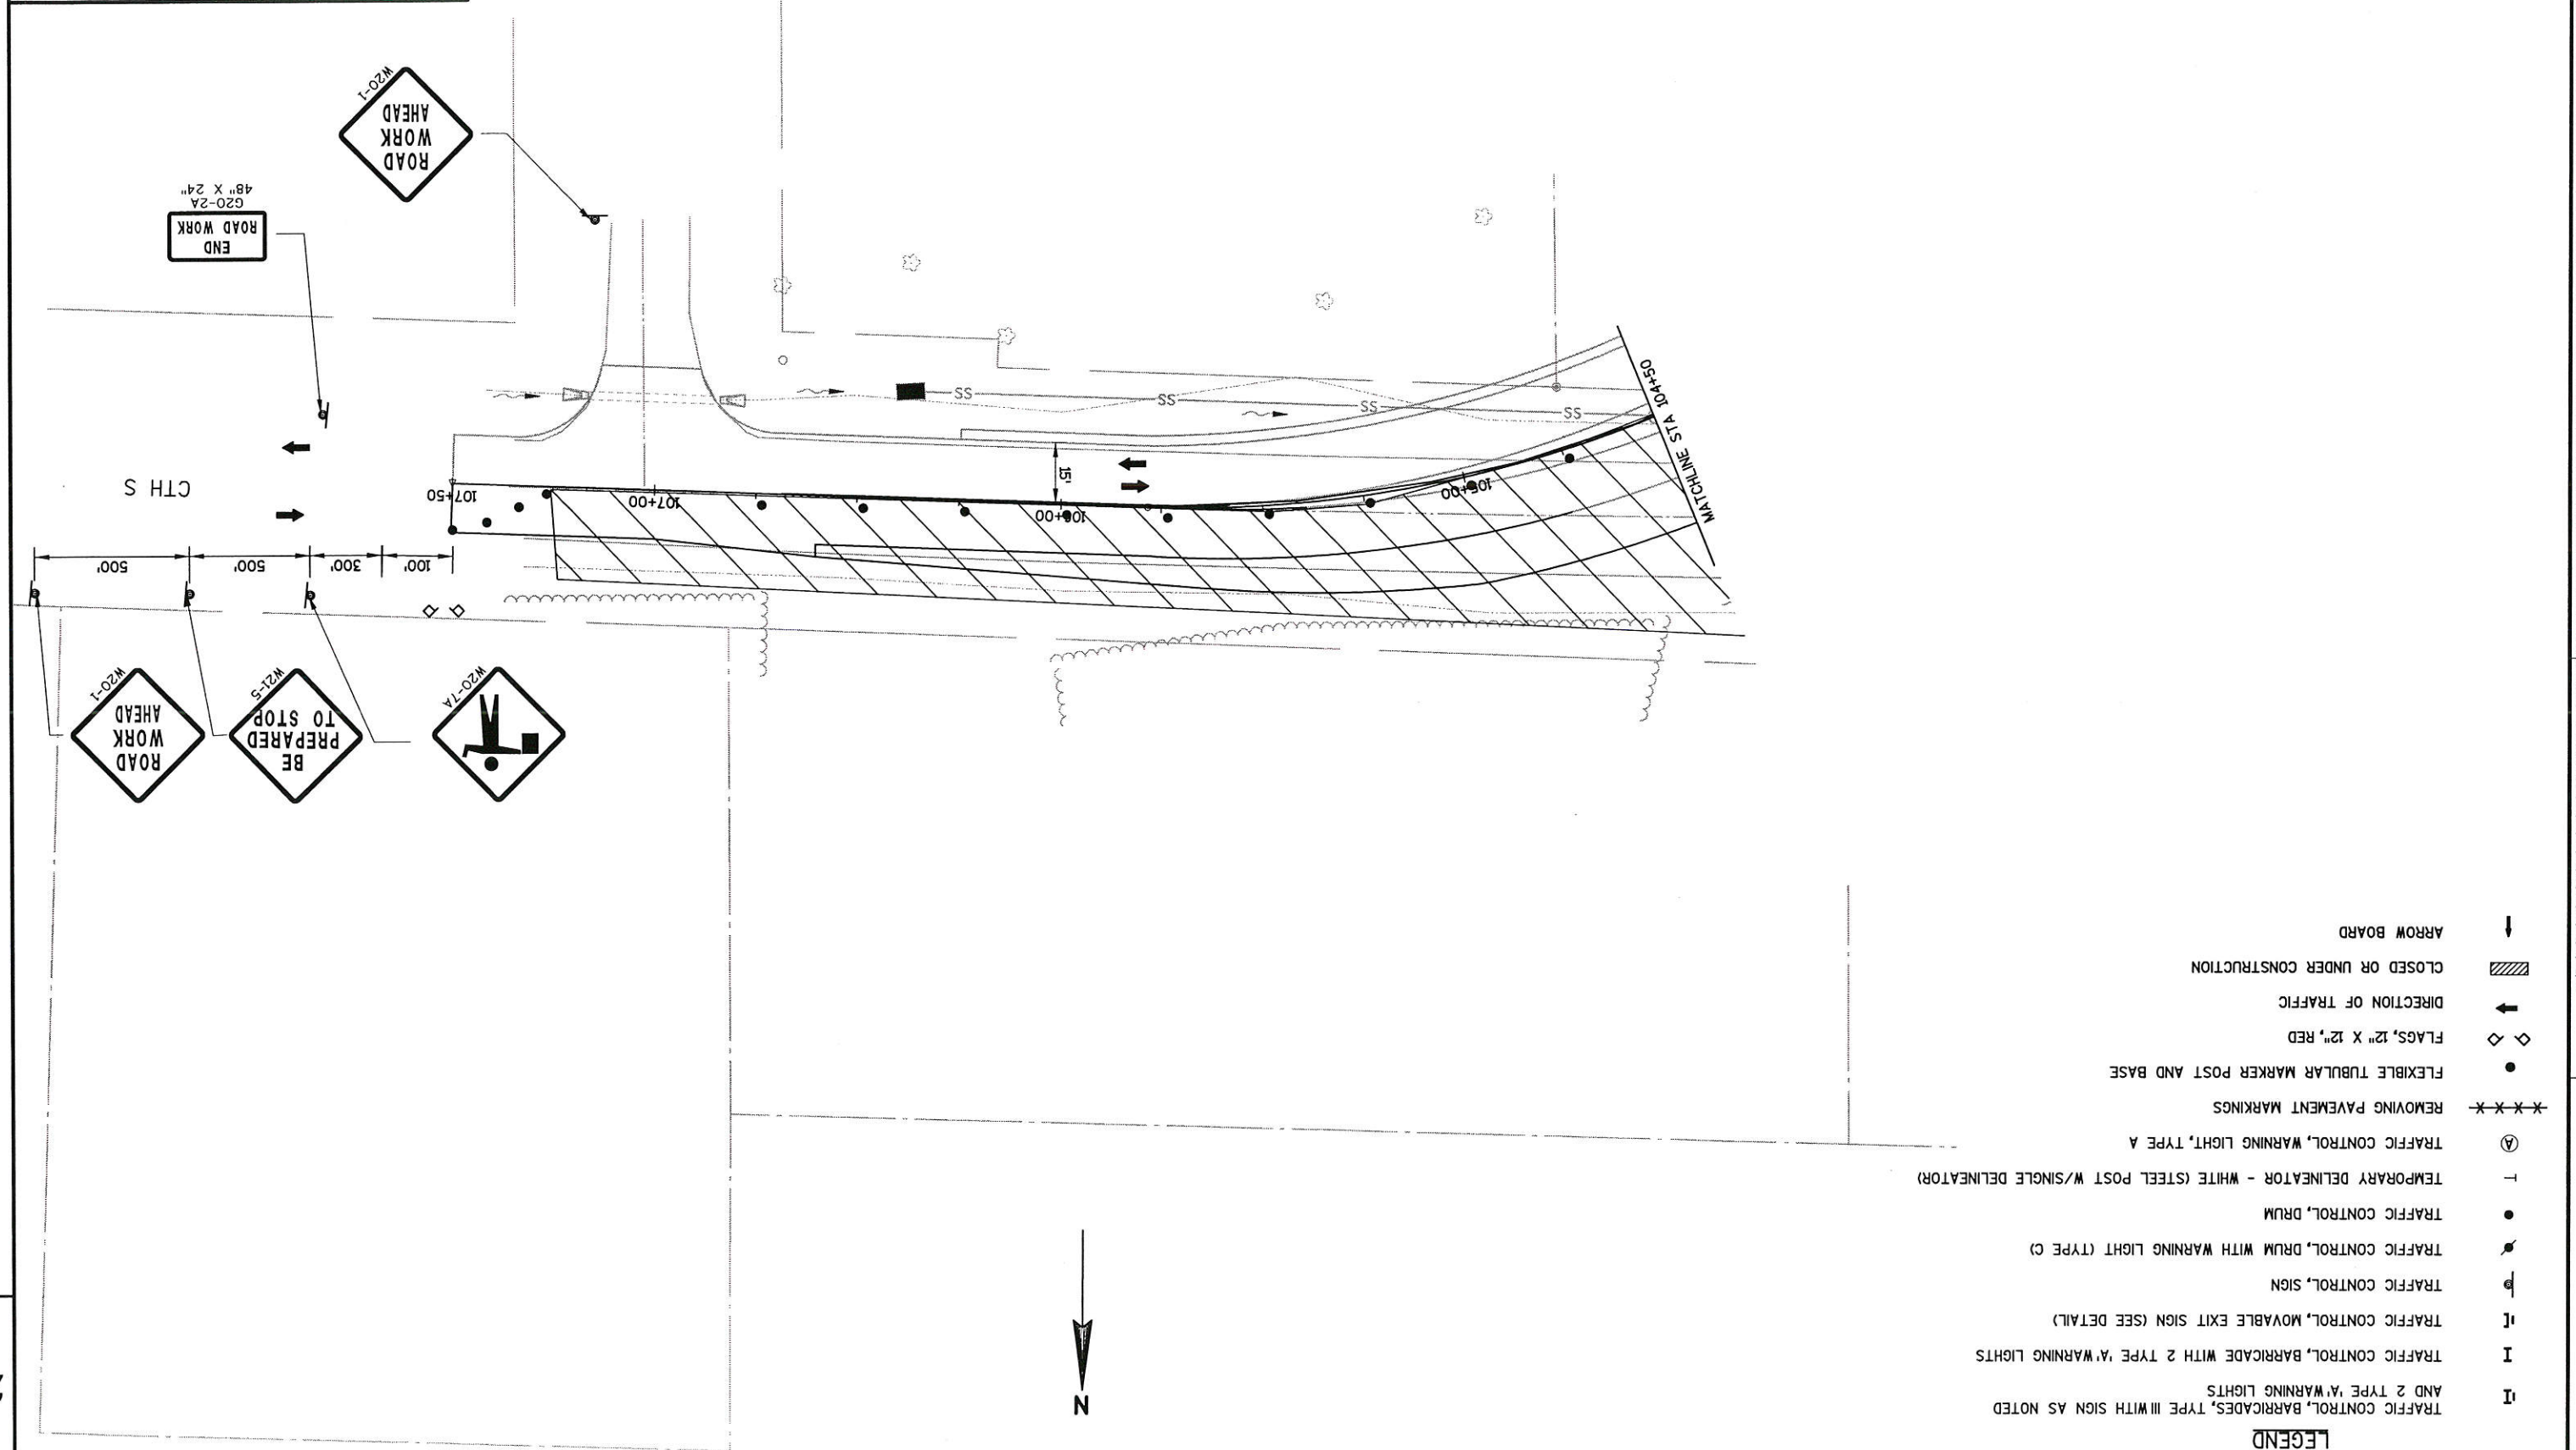 LEGEND
TRAFFIC CONTROL, BARRICADES, TYPE III WITH SIGN AS NOTED
AND 2 TYPE 'A' WARNING LIGHTS
TRAFFIC CONTROL, BARRICADE WITH 2 TYPE 'A' WARNING LIGHTS
TRAFFIC CONTROL, MOVABLE EXIT SIGN (SEE DETAIL)
TRAFFIC CONTROL, SIGN
TRAFFIC CONTROL, DRUM WITH WARNING LIGHT (TYPE C)
TRAFFIC CONTROL, DRUM
TEMPORARY DELINEATOR - WHITE (STEEL POST W/SINGLE DELINEATOR)
A
TRAFFIC CONTROL, WARNING LIGHT, TYPE A
REMOVING PAVEMENT MARKINGS
FLEXIBLE TUBULAR MARKER POST AND BASE
FLAGS, 12" X 12", RED
DIRECTION OF TRAFFIC
CLOSED OR UNDER CONSTRUCTION
ARROW BOARD
N
W20-7A
BE
PREPARED
TO STOP
W21-5
ROAD
WORK
AHEAD
W20-1
100'
300'
500'
500'
MATCHLINE STA 104+50
105+00
106+00
107+00
107+50
15'
CTH S
SS
SS
SS
SS
END
ROAD WORK
G20-2A
48" X 24"
ROAD
WORK
AHEAD
W20-1